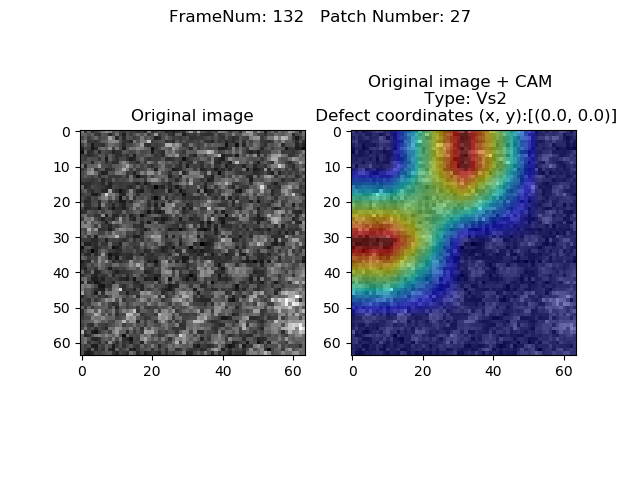 FrameNum: 132   Patch Number: 27
Original image
Original image + CAM
Type: Vs2
Defect coordinates (x, y):[(0.0, 0.0)]
0
10
20
30
40
50
60
0 20 40 60
0
10
20
30
40
50
60
0 20 40 60